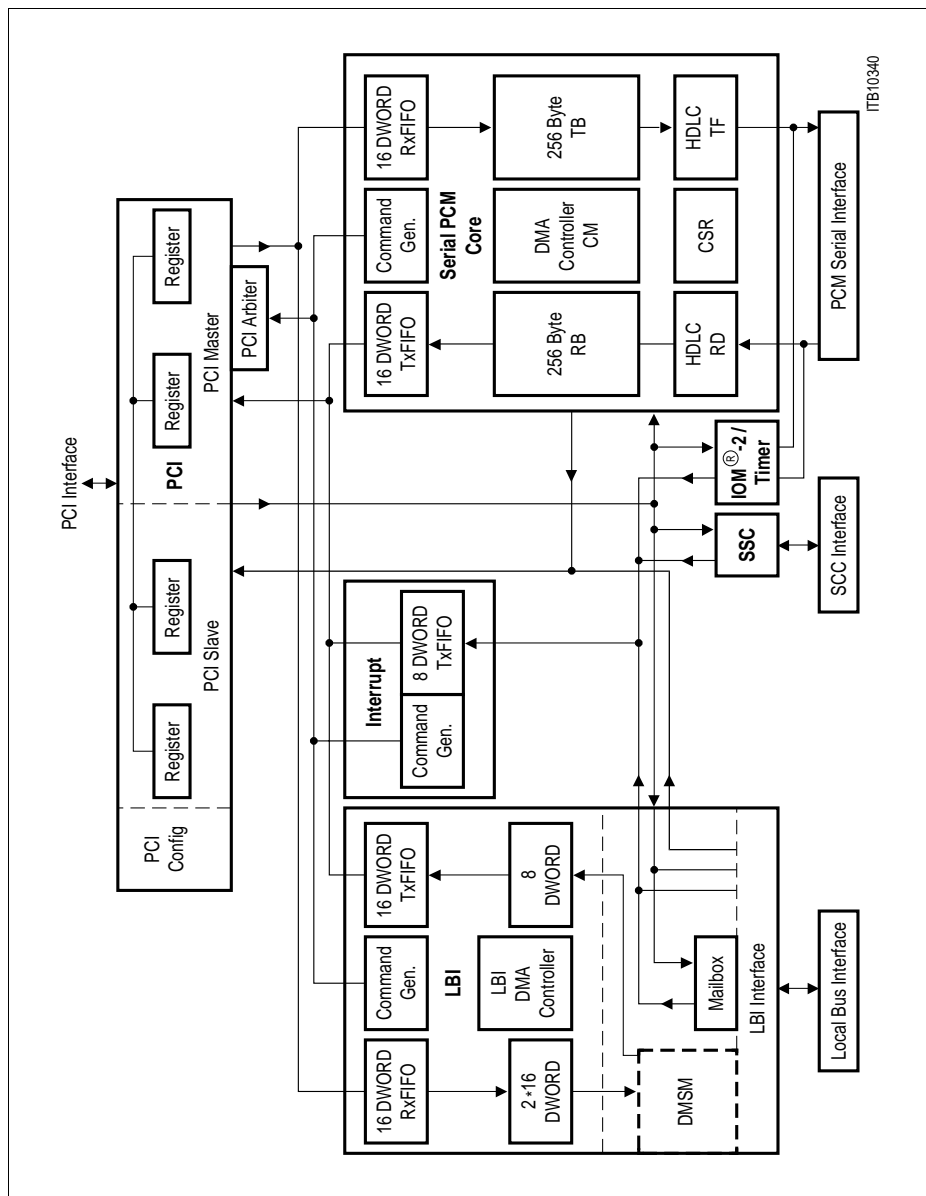 PCI Interface
PCI
Config
Register
PCI Slave
Register
PCI
Register
PCI Master
Register
PCI Arbiter
16 DWORD
RxFIFO
Command
Gen.
16 DWORD
TxFIFO
LBI
2*16
DWORD
LBI
DMA
Controller
8
DWORD
DMSM
Mailbox
LBI Interface
Local Bus Interface
Interrupt
Command
Gen.
8 DWORD
TxFIFO
SSC
SCC Interface
IOM®-2 /
Timer
16 DWORD
TxFIFO
Command
Gen.
16 DWORD
RxFIFO
Serial PCM
Core
256 Byte
RB
DMA
Controller
CM
256 Byte
TB
HDLC
RD
CSR
HDLC
TF
PCM Serial Interface
ITB10340